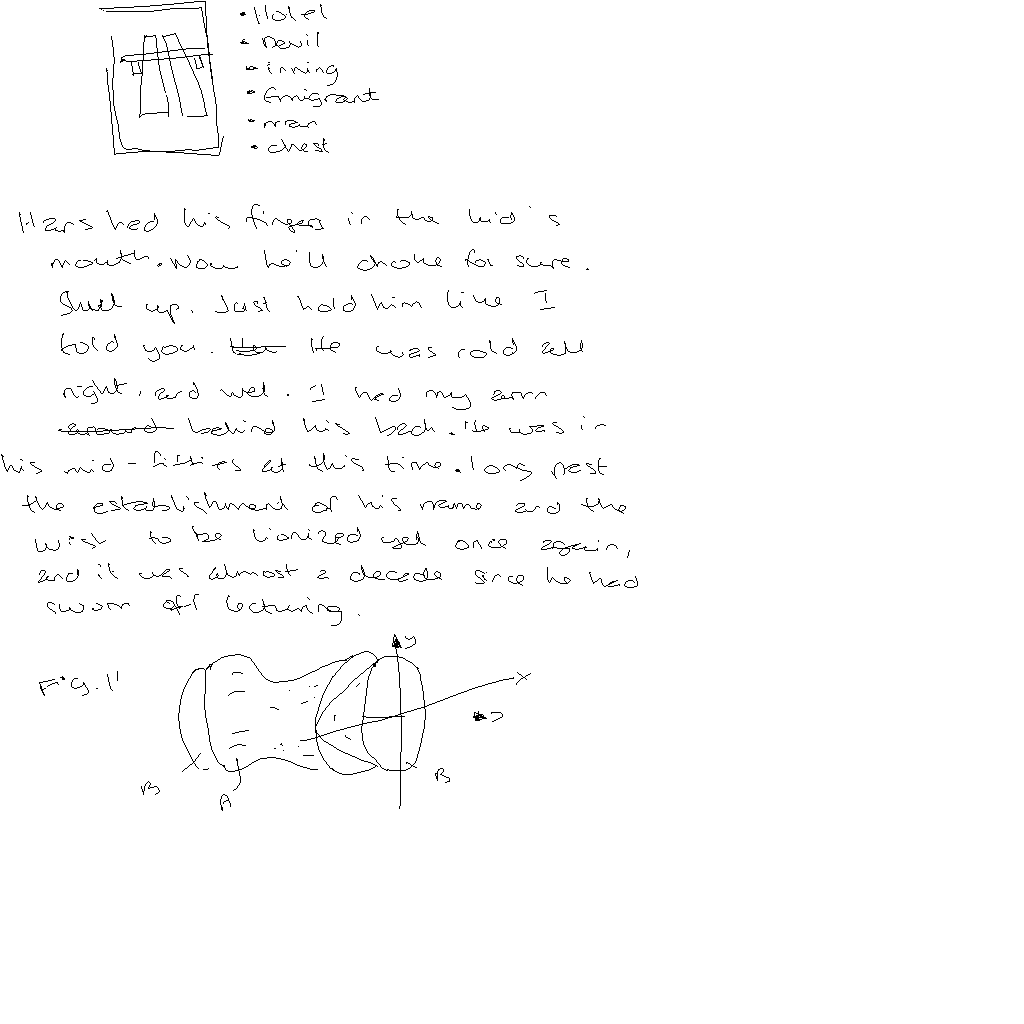 • Hotel
• Devil
• inning
• Emigrant
• man
• chest
Hans had his fingers in the kid's
mouth. Now he'll choke for sure.
Shut up. Just hold him like I
told you. He was cold all
right, and wet. I had my arm
around behind his back. He was in
his mid-fifties at this time. long past
the establishment of his name and the
wish to be lionized yet once again,
and it was almost a decade since he had
sworn off lecturing.
y
Fig. 1'
x
B
B
A